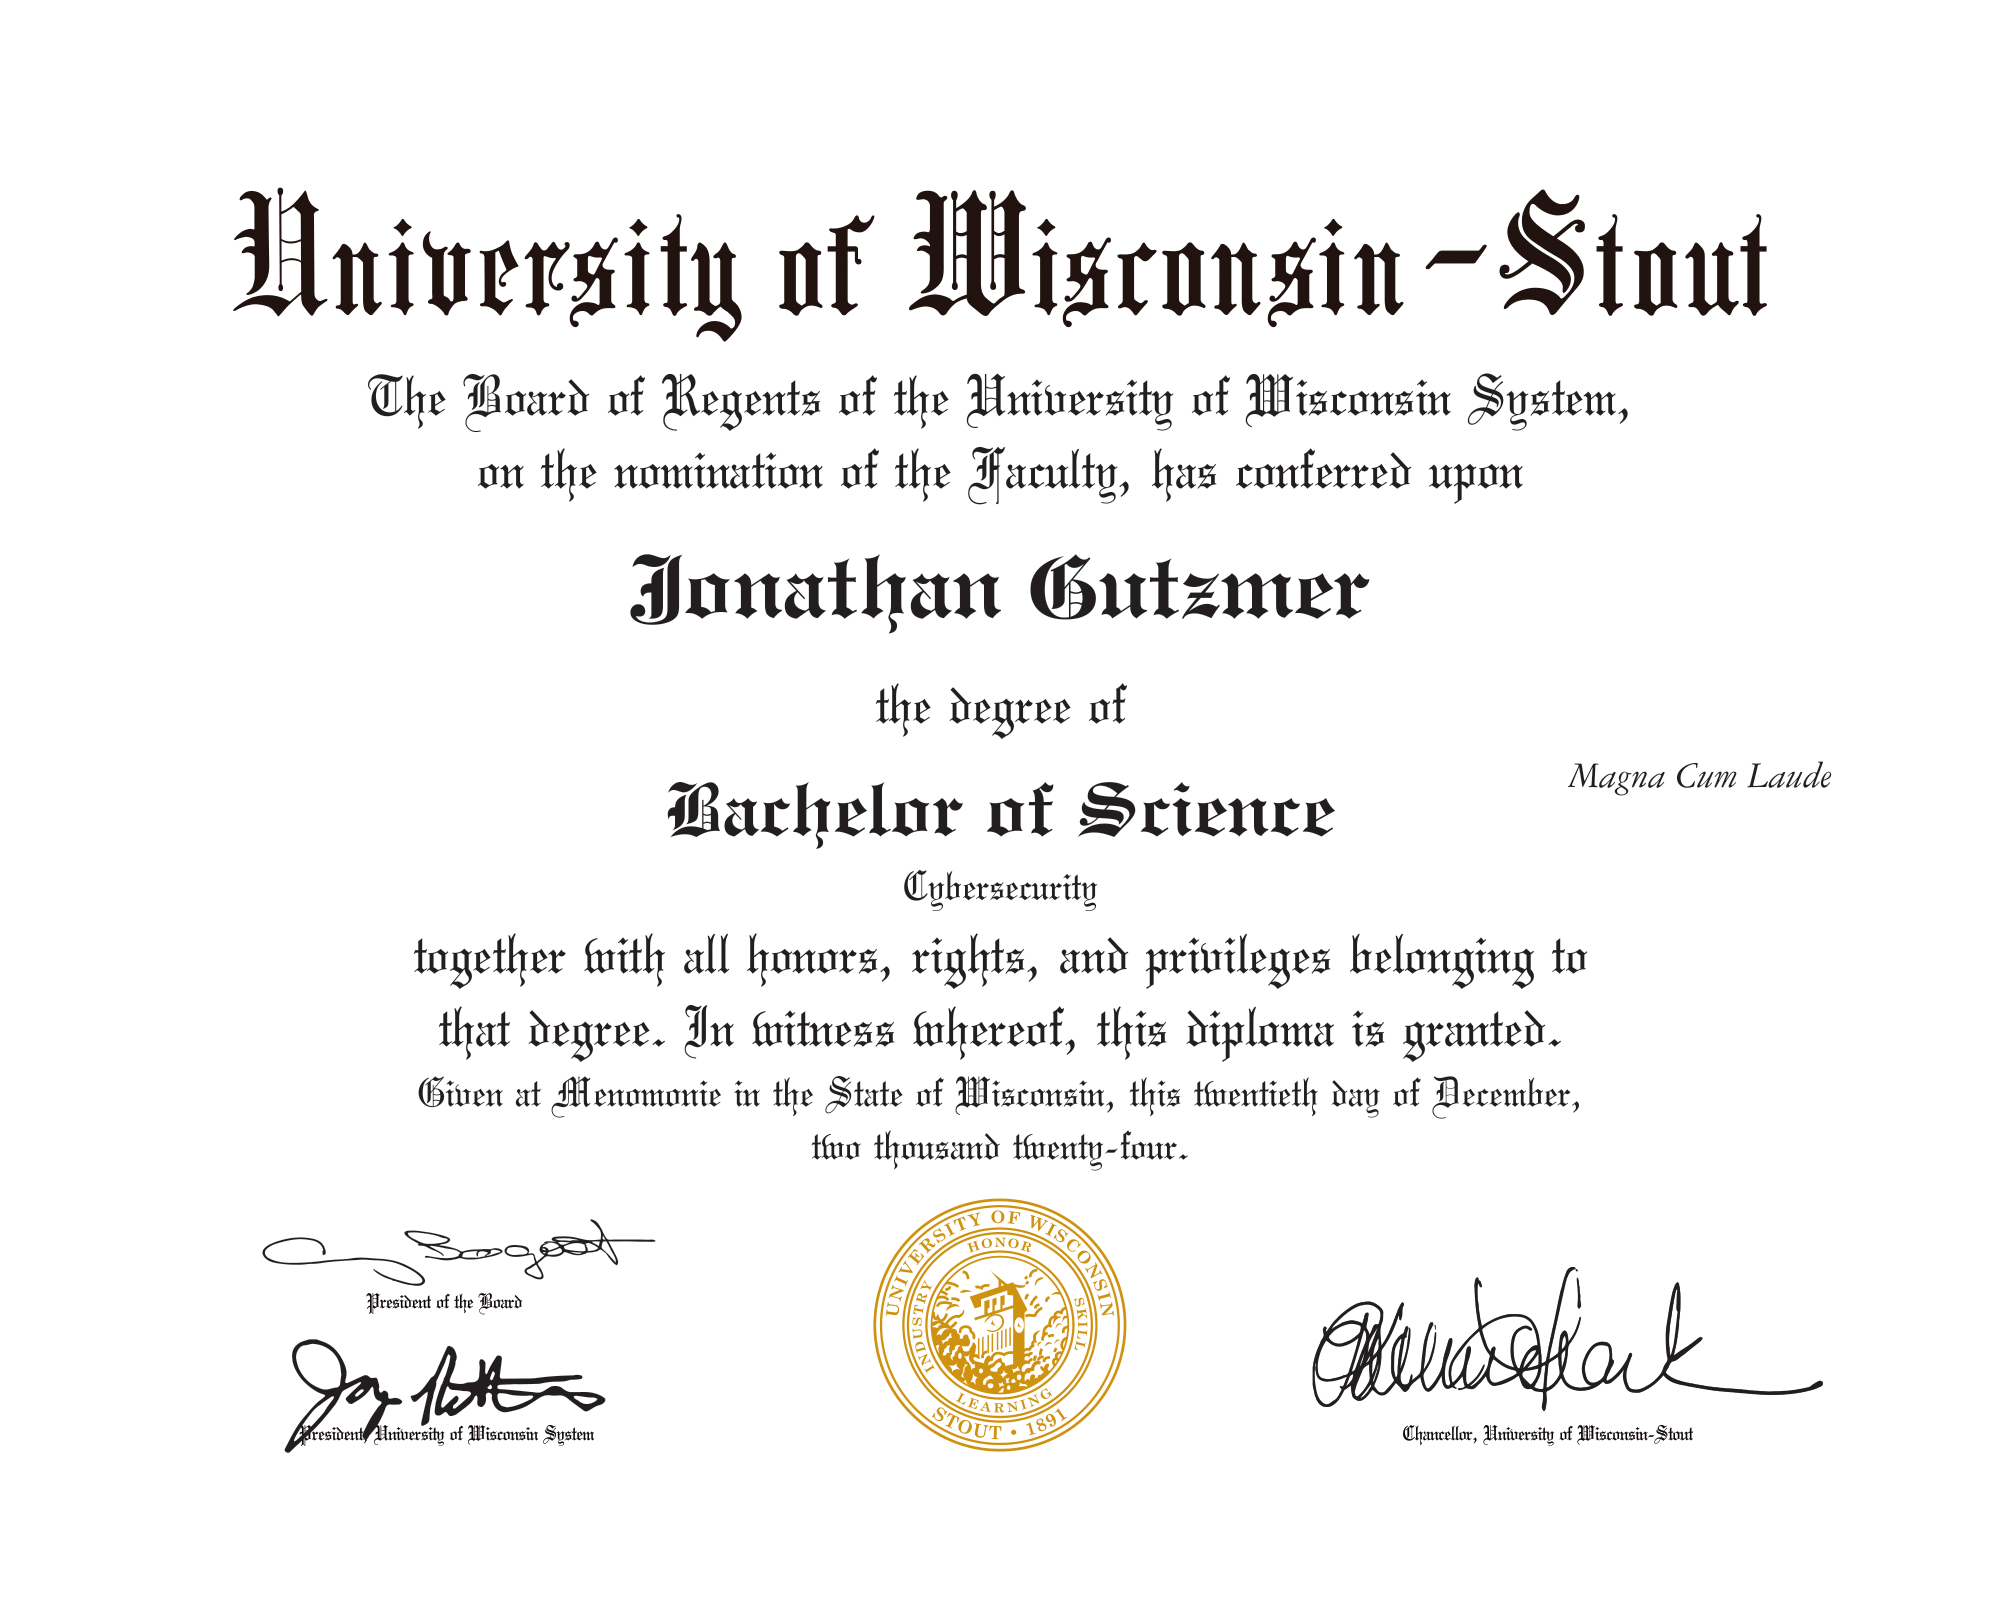 University of Wisconsin-Stout
The Board of Regents of the University of Wisconsin System,
on the nomination of the Faculty, has conferred upon
Jonathan Gutzmer
the degree of
Magna Cum Laude
Bachelor of Science
Cybersecurity
together with all honors, rights, and privileges belonging to
that degree. In witness whereof, this diploma is granted.
Given at Menomonie in the State of Wisconsin, this twentieth day of December,
two thousand twenty-four.
President of the Board
President, University of Wisconsin System
UNIVERSITY OF WISCONSIN
HONOR
INDUSTRY
SKILL
LEARNING
STOUT • 1891
Chancellor, University of Wisconsin-Stout